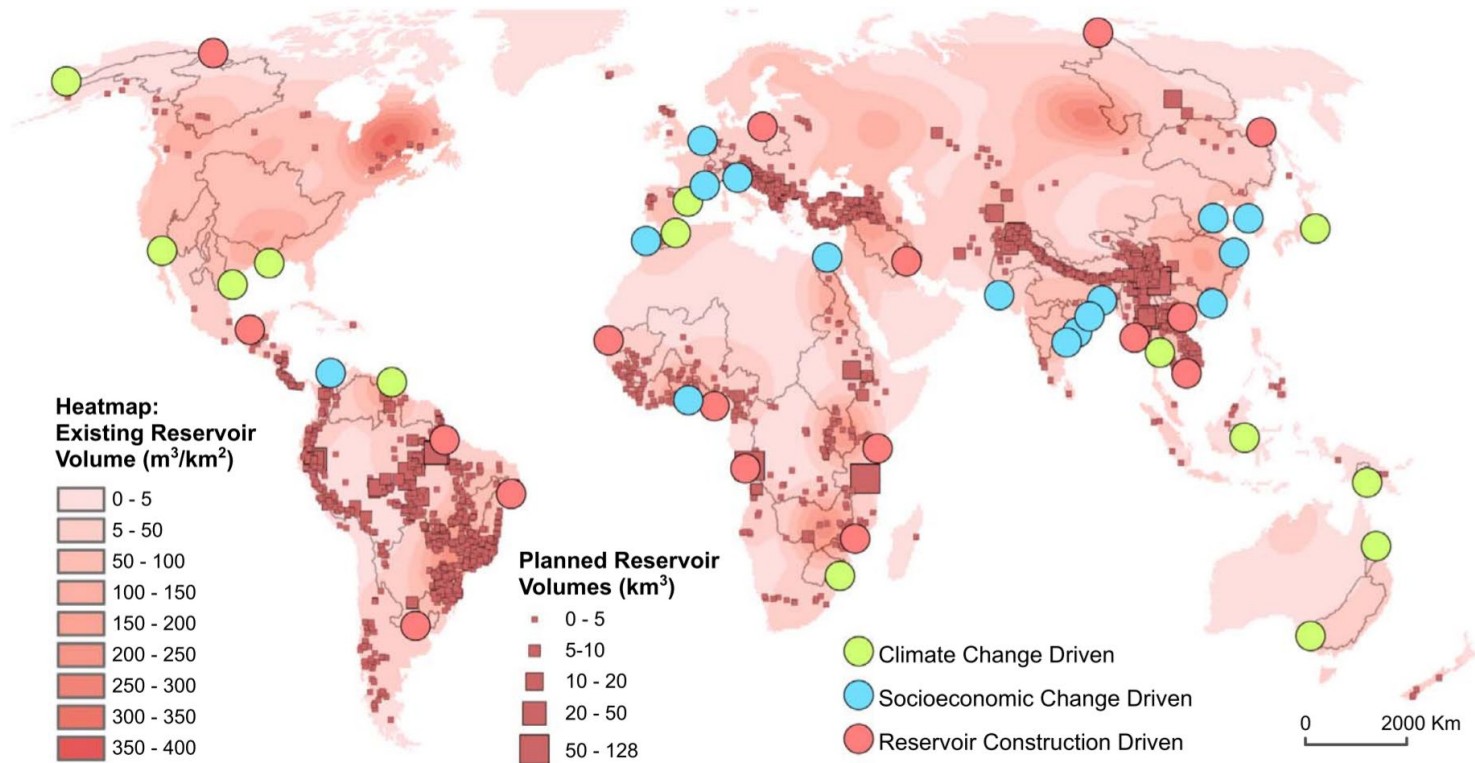 Heatmap:
Existing Reservoir
Volume (m³/km²)
0 - 5
5 - 50
50 - 100
100 - 150
150 - 200
200 - 250
250 - 300
300 - 350
350 - 400
Planned Reservoir
Volumes (km³)
0 - 5
5-10
10 - 20
20 - 50
50 - 128
Climate Change Driven
Socioeconomic Change Driven
Reservoir Construction Driven
0 2000 Km